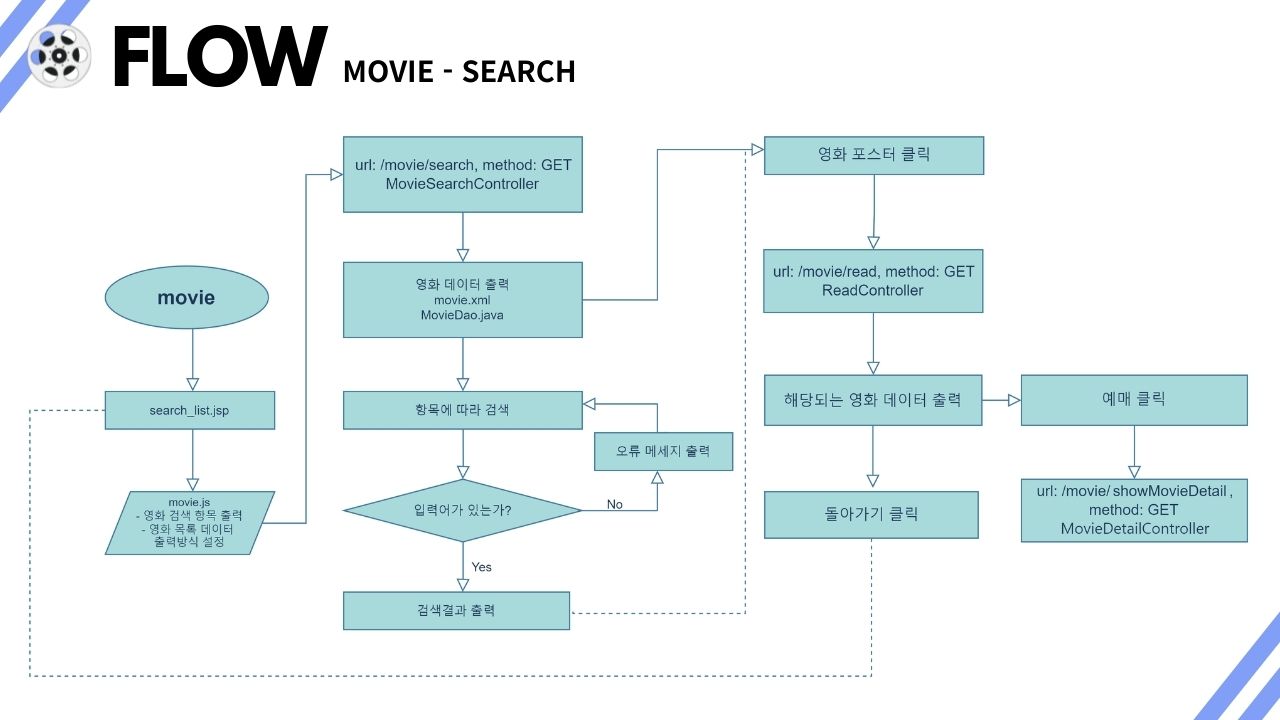 FLOW MOVIE - SEARCH
movie
search_list.jsp
movie.js
- 영화 검색 항목 출력
- 영화 목록 데이터
출력방식 설정
url: /movie/search, method: GET
MovieSearchController
영화 데이터 출력
movie.xml
MovieDao.java
항목에 따라 검색
오류 메세지 출력
입력어가 있는가?
No
Yes
검색결과 출력
영화 포스터 클릭
url: /movie/read, method: GET
ReadController
해당되는 영화 데이터 출력
돌아가기 클릭
예매 클릭
url: /movie/ showMovieDetail ,
method: GET
MovieDetailController